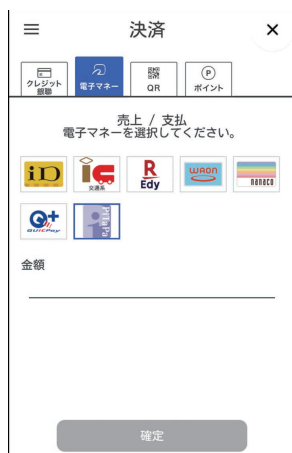 決済
クレジット
銀聯
電子マネー
QR
ポイント
売上 / 支払
電子マネーを選択してください。
iD
交通系
R
Edy
WAON
nanaco
QUICPay
PiTaPa
金額
確定